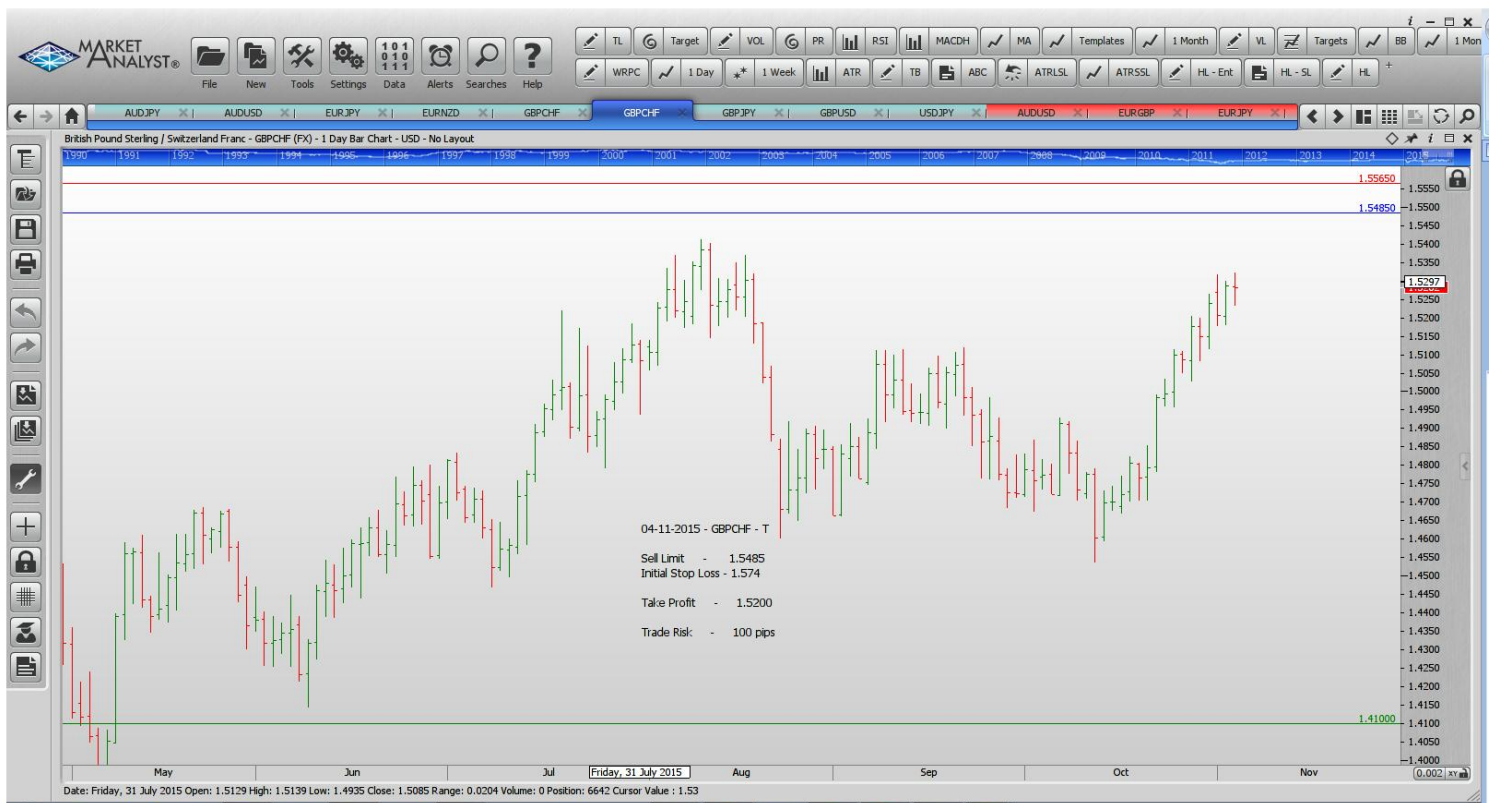 i
MARKET ANALYST®
File New Tools Settings Data Alerts Searches Help
TL Target VOL PR RSI MACDH MA Templates 1 Month VL Targets BB 1 Mon
WRPC 1 Day 1 Week ATR TB ABC ATRLSL ATRSSL HL - Ent HL - SL HL +
AUDJPY AUDUSD EURJPY EURNZD GBPCHF GBPCHF GBPJPY GBPUSD USDJPY AUDUSD EURGBP EURJPY
British Pound Sterling / Switzerland Franc - GBPCHF (FX) - 1 Day Bar Chart - USD - No Layout
1990 1991 1992 1993 1994 1995 1996 1997 1998 1999 2000 2001 2002 2003 2004 2005 2006 2007 2008 2009 2010 2011 2012 2013 2014 2015
1.55650
1.5550
1.54850
1.5500
1.5450
1.5400
1.5350
1.5297
1.5250
1.5200
1.5150
1.5100
1.5050
1.5000
1.4950
1.4900
1.4850
1.4800
1.4750
1.4700
1.4650
1.4600
1.4550
1.4500
1.4450
1.4400
1.4350
1.4300
1.4250
1.4200
1.4150
1.41000
1.4100
1.4050
1.4000
04-11-2015 - GBPCHF - T
Sell Limit - 1.5485
Initial Stop Loss - 1.574
Take Profit - 1.5200
Trade Risk - 100 pips
May Jun Jul Friday, 31 July 2015 Aug Sep Oct Nov 0.002 XY
Date: Friday, 31 July 2015 Open: 1.5129 High: 1.5139 Low: 1.4935 Close: 1.5085 Range: 0.0204 Volume: 0 Position: 6642 Cursor Value : 1.53